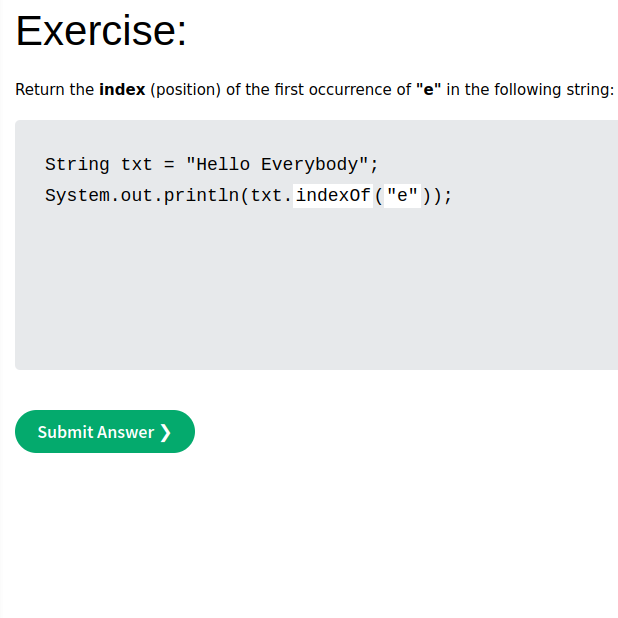 Exercise:
Return the index (position) of the first occurrence of "e" in the following string:
String txt = "Hello Everybody";
System.out.println(txt.indexOf("e"));
Submit Answer ❯